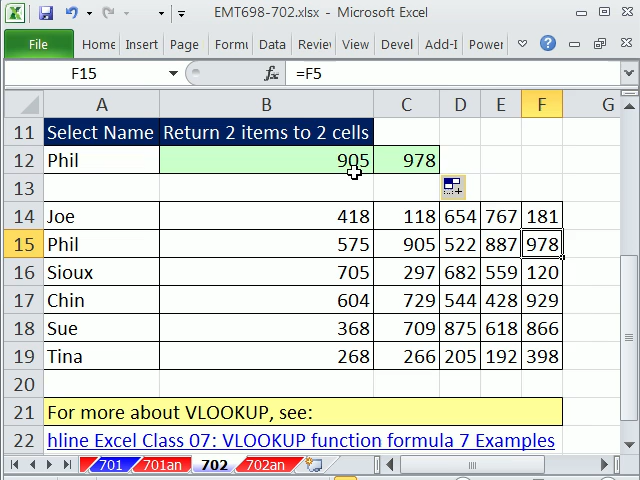 EMT698-702.xlsx - Microsoft Excel
File Home Insert Page Formu Data Review View Devel Add-I Power
F15 fx =F5
A B C D E F G
11 Select Name Return 2 items to 2 cells
12 Phil 905 978
13
14 Joe 418 118 654 767 181
15 Phil 575 905 522 887 978
16 Sioux 705 297 682 559 120
17 Chin 604 729 544 428 929
18 Sue 368 709 875 618 866
19 Tina 268 266 205 192 398
20
21 For more about VLOOKUP, see:
22 hline Excel Class 07: VLOOKUP function formula 7 Examples
701 701an 702 702an